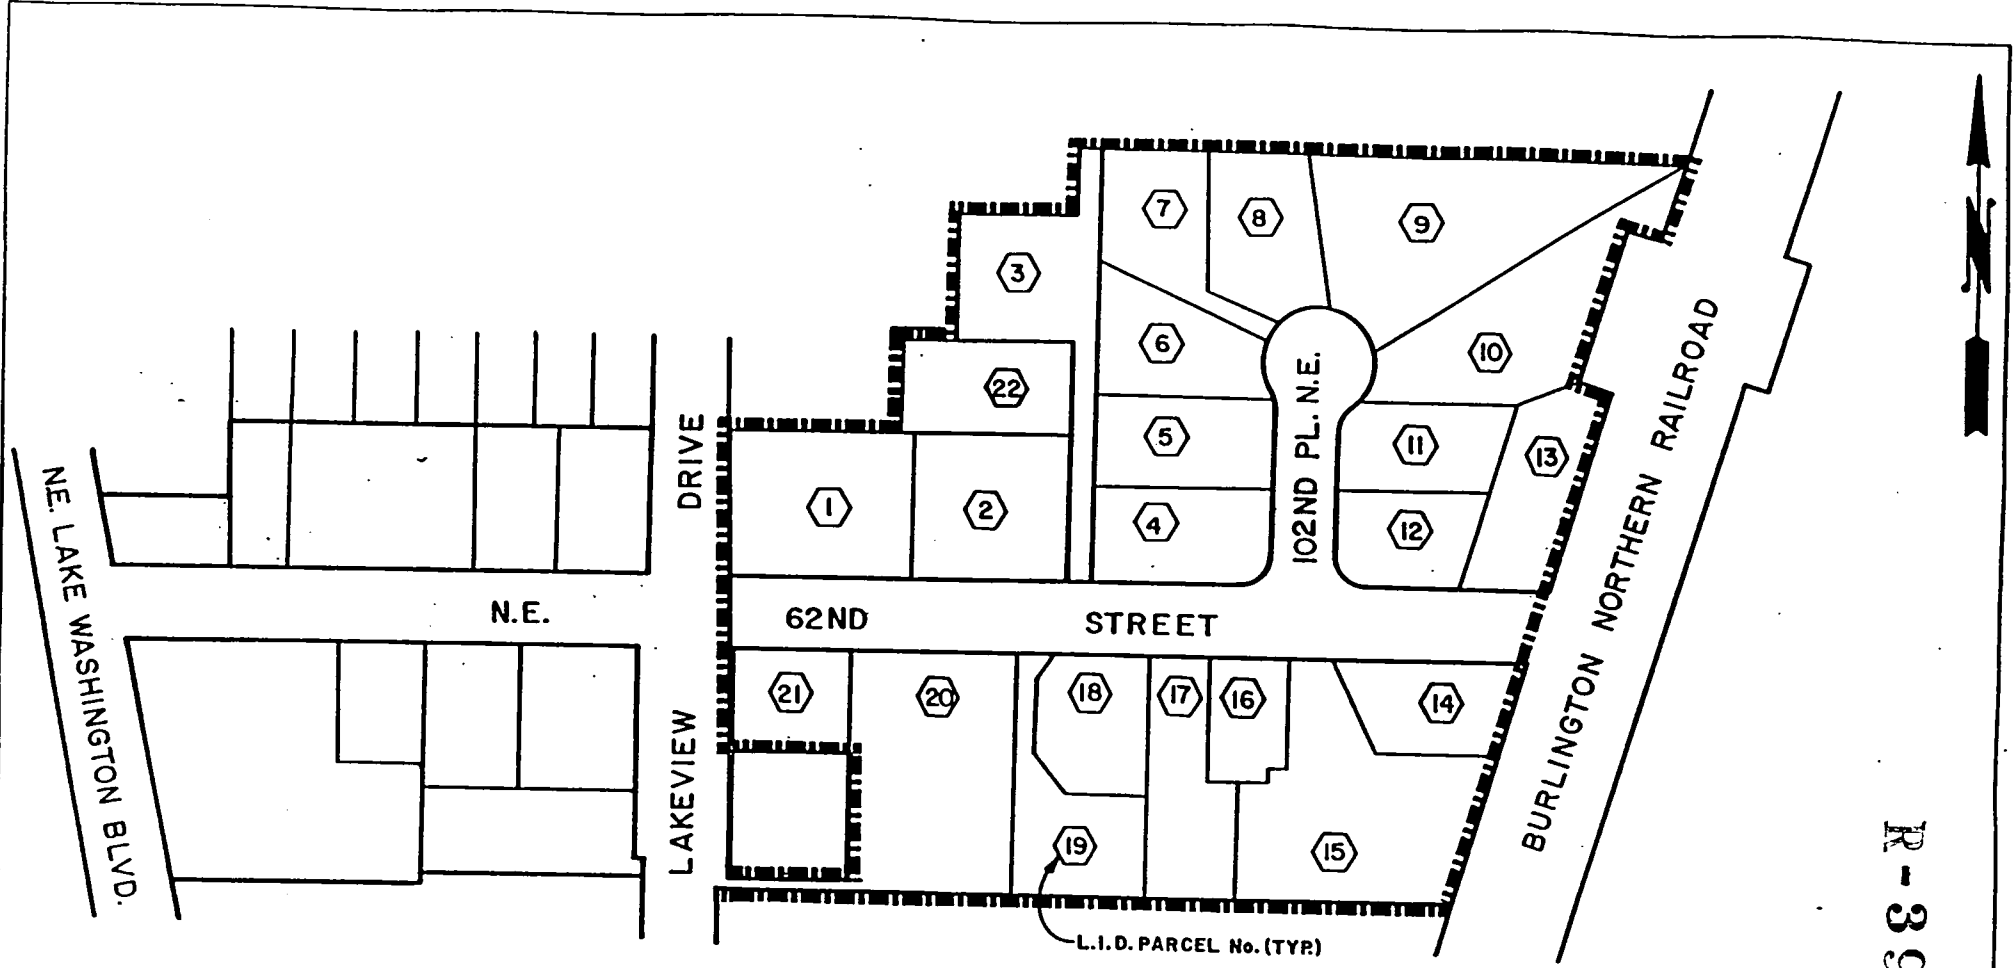 7
8
9
3
6
10
22
5
11
13
1
2
4
12
102ND PL. N.E.
BURLINGTON NORTHERN RAILROAD
N.E. LAKE WASHINGTON BLVD.
LAKEVIEW DRIVE
N.E. 62ND STREET
21
20
18
17
16
14
19
15
L.I.D. PARCEL No. (TYP.)
N
R-39